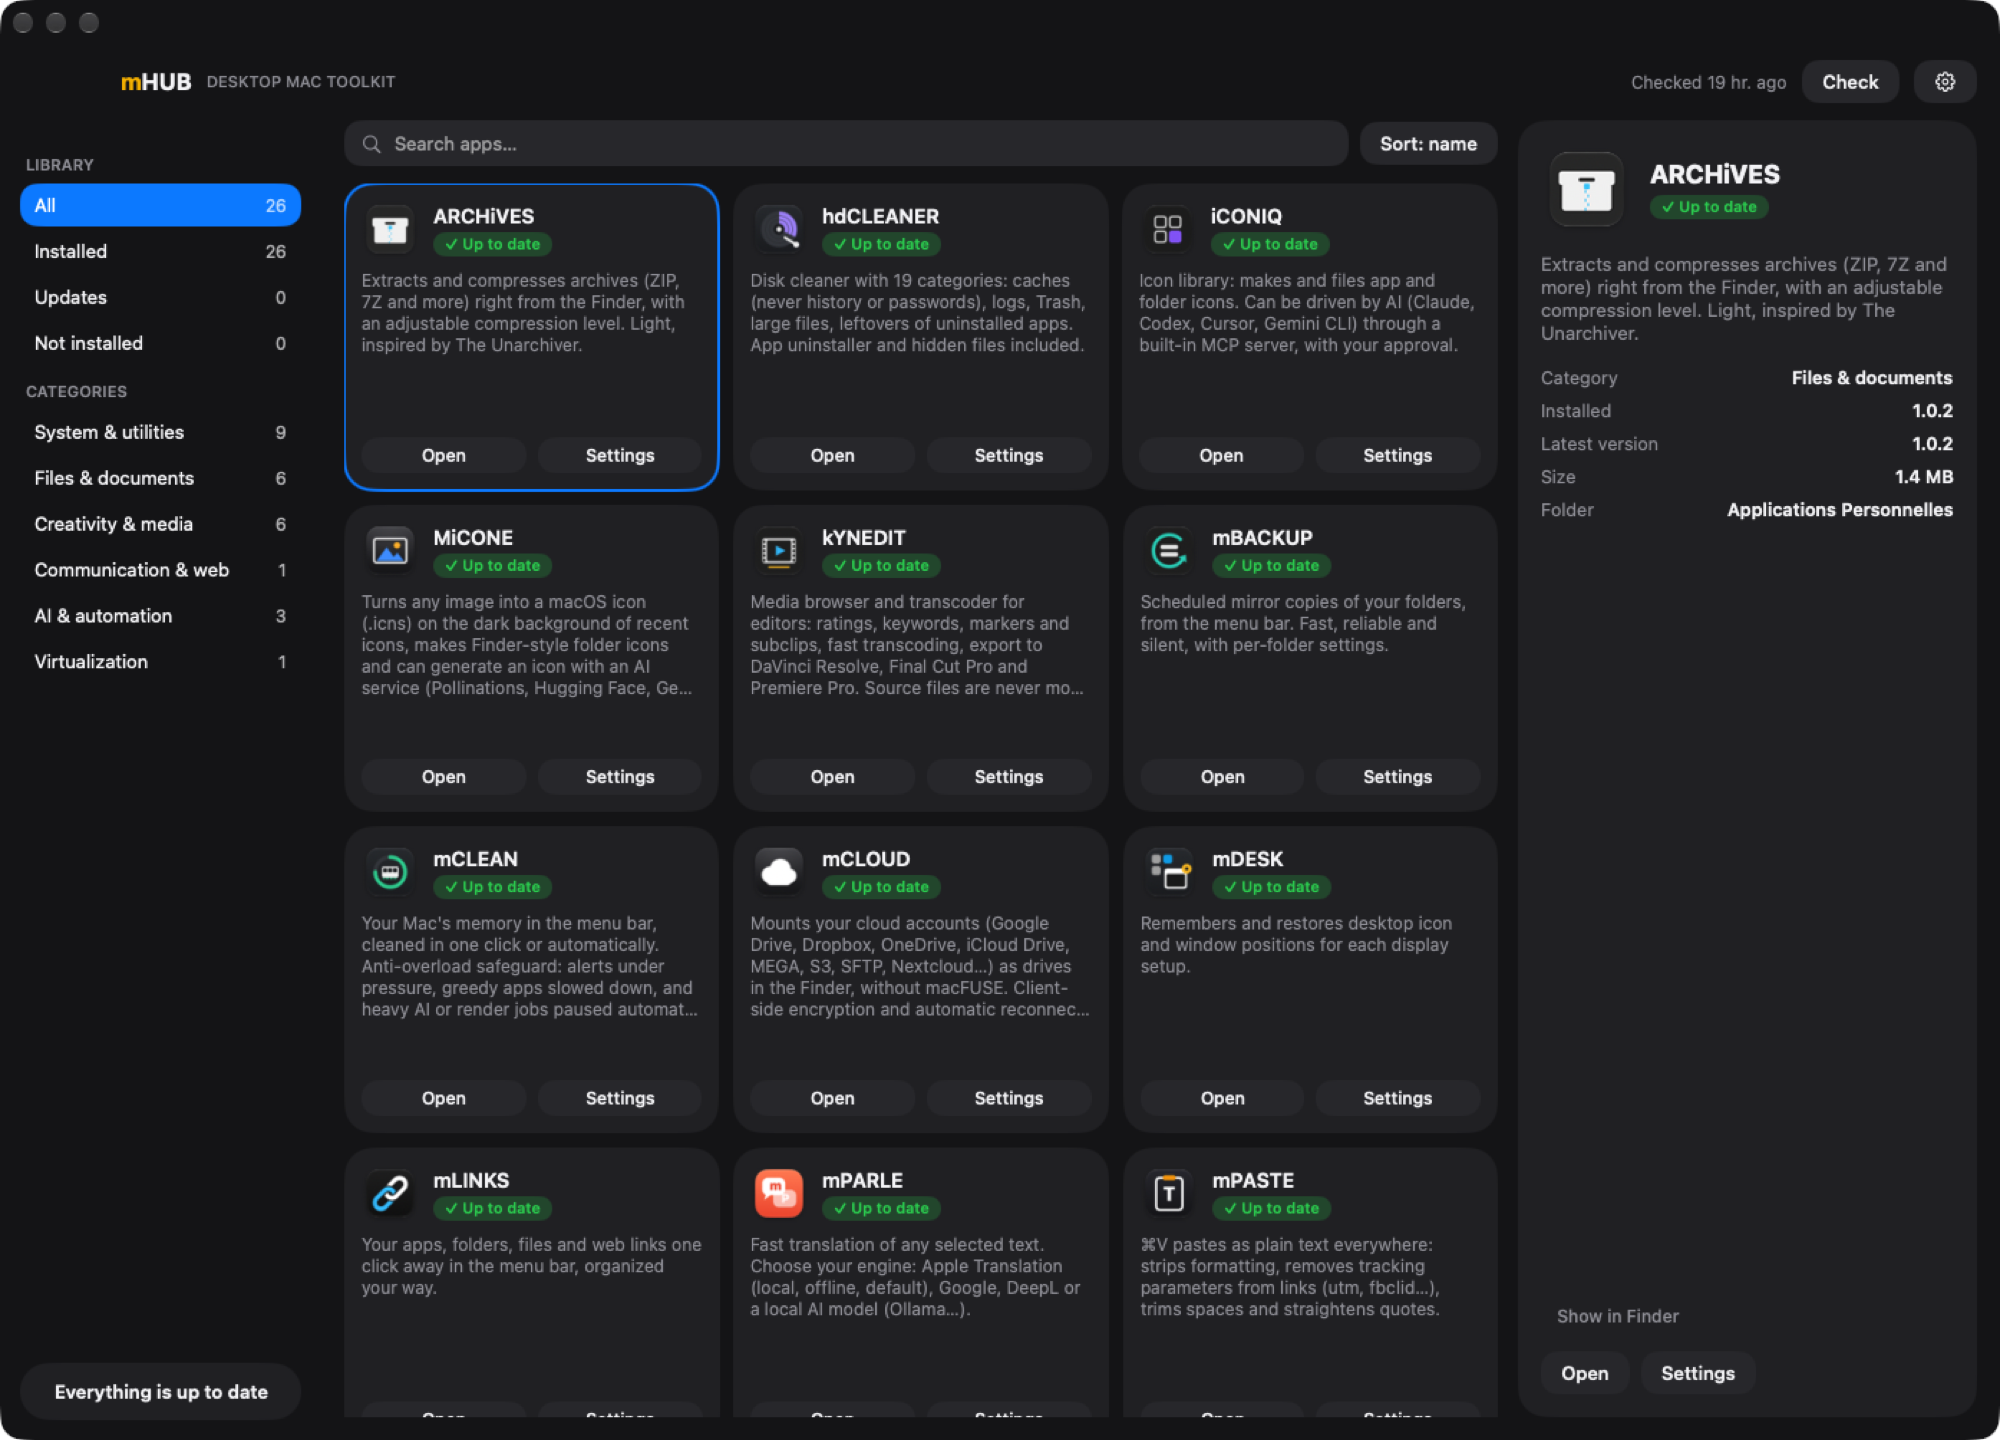 mHUB DESKTOP MAC TOOLKIT
Checked 19 hr. ago
Check
LIBRARY
All 26
Installed 26
Updates 0
Not installed 0
CATEGORIES
System & utilities 9
Files & documents 6
Creativity & media 6
Communication & web 1
AI & automation 3
Virtualization 1
Everything is up to date
Search apps...
Sort: name
ARCHiVES
✓ Up to date
Extracts and compresses archives (ZIP,
7Z and more) right from the Finder, with
an adjustable compression level. Light,
inspired by The Unarchiver.
Open Settings
hdCLEANER
✓ Up to date
Disk cleaner with 19 categories: caches
(never history or passwords), logs, Trash,
large files, leftovers of uninstalled apps.
App uninstaller and hidden files included.
Open Settings
iCONIQ
✓ Up to date
Icon library: makes and files app and
folder icons. Can be driven by AI (Claude,
Codex, Cursor, Gemini CLI) through a
built-in MCP server, with your approval.
Open Settings
MiCONE
✓ Up to date
Turns any image into a macOS icon
(.icns) on the dark background of recent
icons, makes Finder-style folder icons
and can generate an icon with an AI
service (Pollinations, Hugging Face, Ge...
Open Settings
kYNEDIT
✓ Up to date
Media browser and transcoder for
editors: ratings, keywords, markers and
subclips, fast transcoding, export to
DaVinci Resolve, Final Cut Pro and
Premiere Pro. Source files are never mo...
Open Settings
mBACKUP
✓ Up to date
Scheduled mirror copies of your folders,
from the menu bar. Fast, reliable and
silent, with per-folder settings.
Open Settings
mCLEAN
✓ Up to date
Your Mac's memory in the menu bar,
cleaned in one click or automatically.
Anti-overload safeguard: alerts under
pressure, greedy apps slowed down, and
heavy AI or render jobs paused automat...
Open Settings
mCLOUD
✓ Up to date
Mounts your cloud accounts (Google
Drive, Dropbox, OneDrive, iCloud Drive,
MEGA, S3, SFTP, Nextcloud...) as drives
in the Finder, without macFUSE. Client-
side encryption and automatic reconnec...
Open Settings
mDESK
✓ Up to date
Remembers and restores desktop icon
and window positions for each display
setup.
Open Settings
mLINKS
✓ Up to date
Your apps, folders, files and web links one
click away in the menu bar, organized
your way.
Open Settings
mPARLE
✓ Up to date
Fast translation of any selected text.
Choose your engine: Apple Translation
(local, offline, default), Google, DeepL or
a local AI model (Ollama...).
Open Settings
mPASTE
✓ Up to date
⌘V pastes as plain text everywhere:
strips formatting, removes tracking
parameters from links (utm, fbclid...),
trims spaces and straightens quotes.
Open Settings
ARCHiVES
✓ Up to date
Extracts and compresses archives (ZIP, 7Z and
more) right from the Finder, with an adjustable
compression level. Light, inspired by The
Unarchiver.
Category Files & documents
Installed 1.0.2
Latest version 1.0.2
Size 1.4 MB
Folder Applications Personnelles
Show in Finder
Open Settings